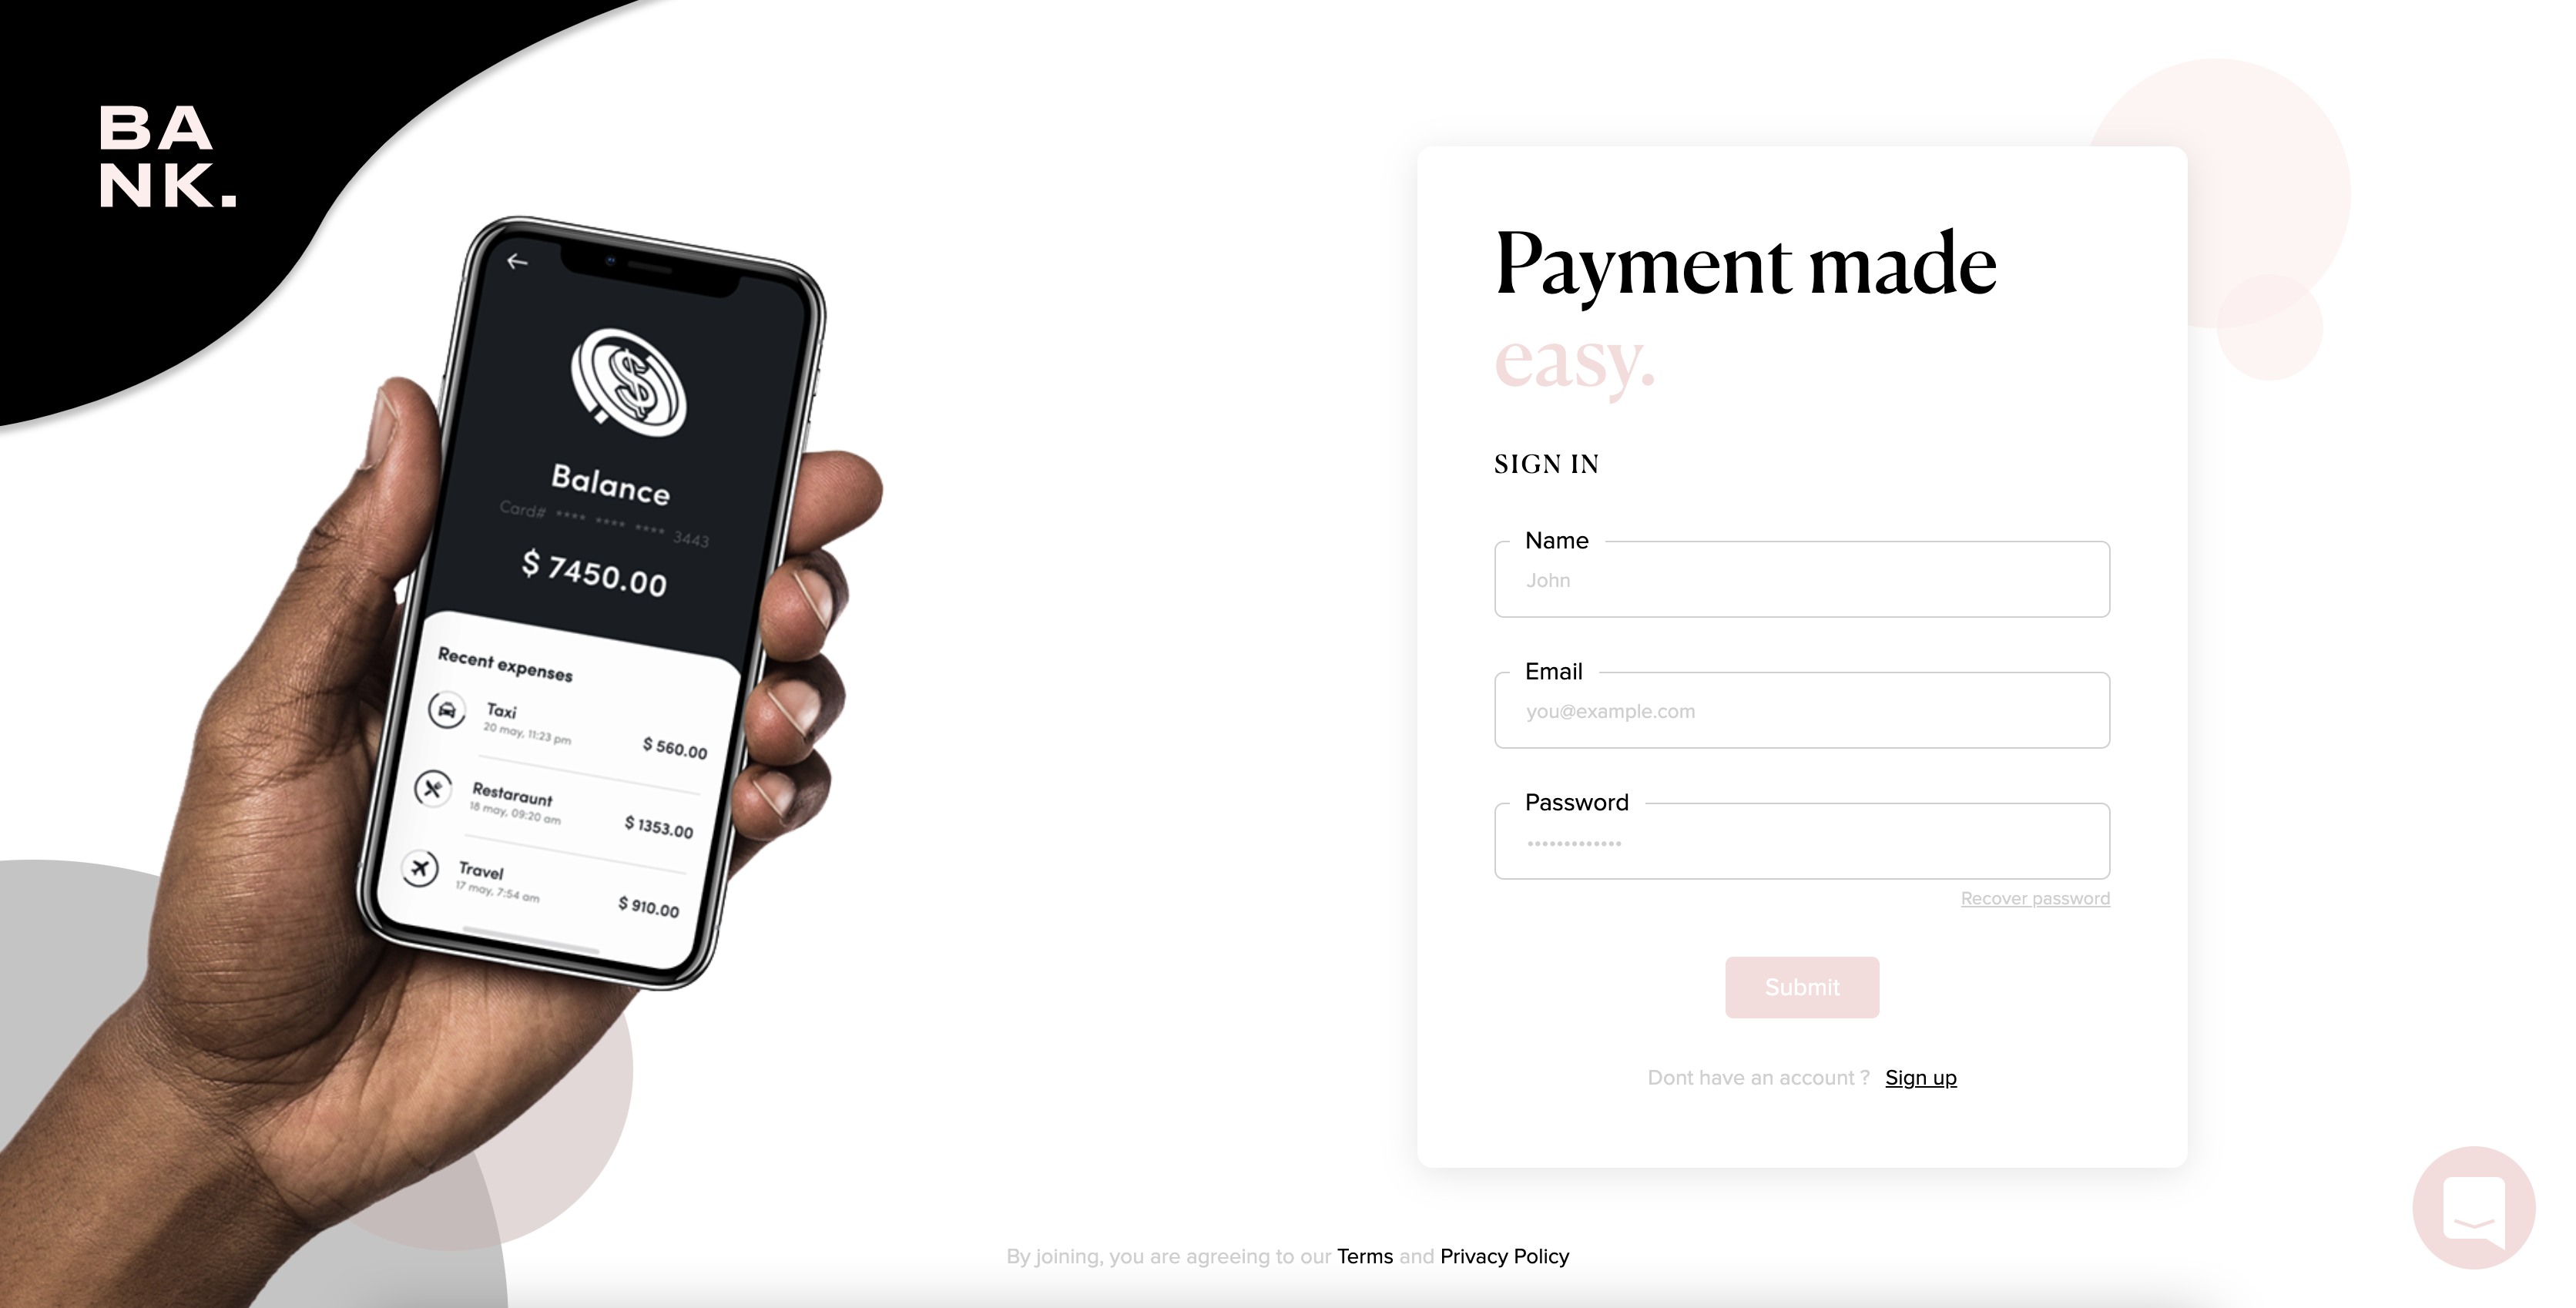 BA
NK.
Balance
Card# **** **** **** 3443
$ 7450.00
Recent expenses
Taxi
20 may, 11:23 pm
$ 560.00
Restaraunt
18 may, 09:20 am
$ 1353.00
Travel
17 may, 7:54 am
$ 910.00
Payment made
easy.
SIGN IN
Name
John
Email
you@example.com
Password
•••••••••••••
Recover password
Submit
Dont have an account ? Sign up
By joining, you are agreeing to our Terms and Privacy Policy